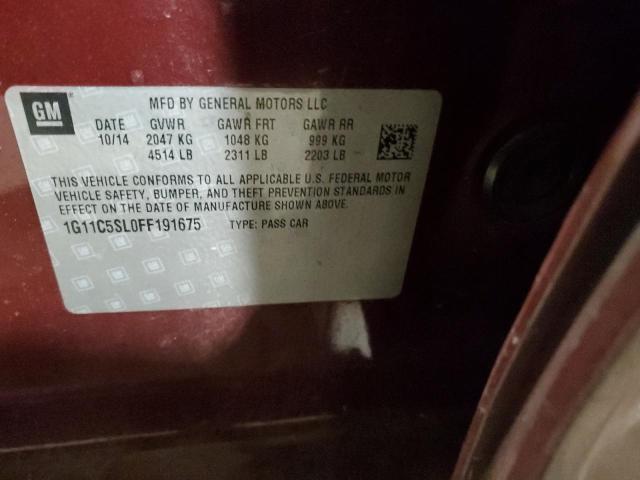 GM
MFD BY GENERAL MOTORS LLC
DATE GVWR GAWR FRT GAWR RR
10/14 2047 KG 1048 KG 999 KG
4514 LB 2311 LB 2203 LB
THIS VEHICLE CONFORMS TO ALL APPLICABLE U.S. FEDERAL MOTOR
VEHICLE SAFETY, BUMPER, AND THEFT PREVENTION STANDARDS IN
EFFECT ON THE DATE OF MANUFACTURE SHOWN ABOVE.
1G11C5SL0FF191675 TYPE: PASS CAR